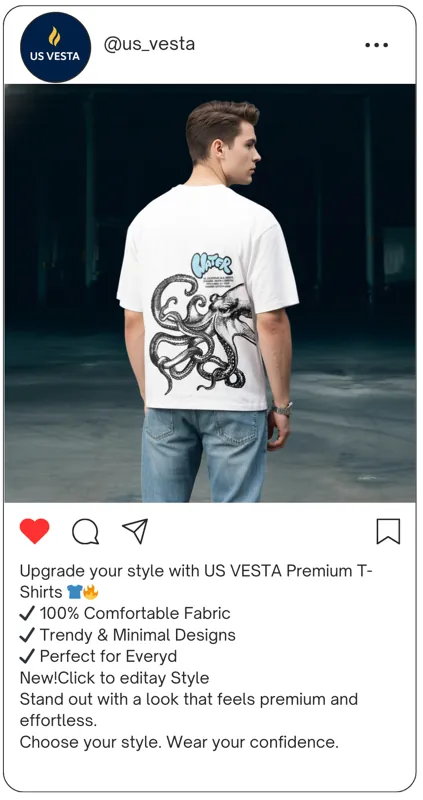 US VESTA
@us_vesta
WATER
Upgrade your style with US VESTA Premium T-
Shirts 👕🔥
✓ 100% Comfortable Fabric
✓ Trendy & Minimal Designs
✓ Perfect for Everyd
New!Click to editay Style
Stand out with a look that feels premium and
effortless.
Choose your style. Wear your confidence.